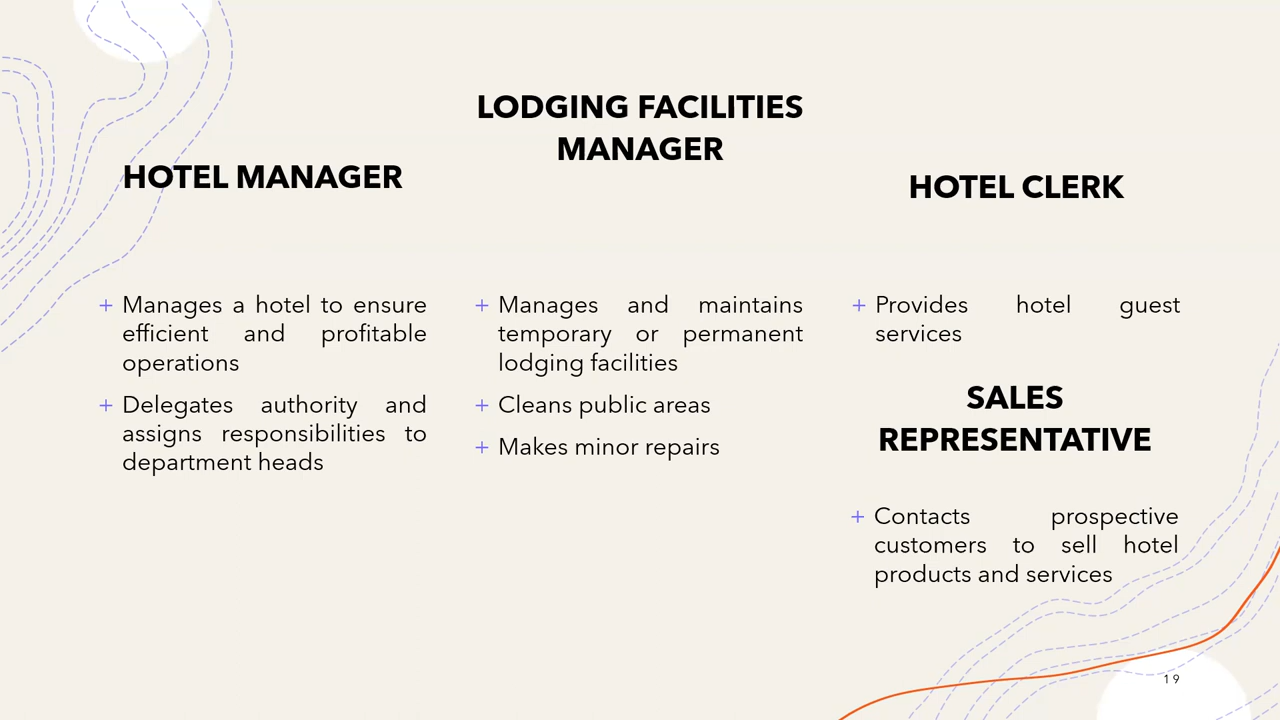 HOTEL MANAGER
+ Manages a hotel to ensure
efficient and profitable
operations
+ Delegates authority and
assigns responsibilities to
department heads
LODGING FACILITIES
MANAGER
+ Manages and maintains
temporary or permanent
lodging facilities
+ Cleans public areas
+ Makes minor repairs
HOTEL CLERK
+ Provides hotel guest
services
SALES
REPRESENTATIVE
+ Contacts prospective
customers to sell hotel
products and services
19